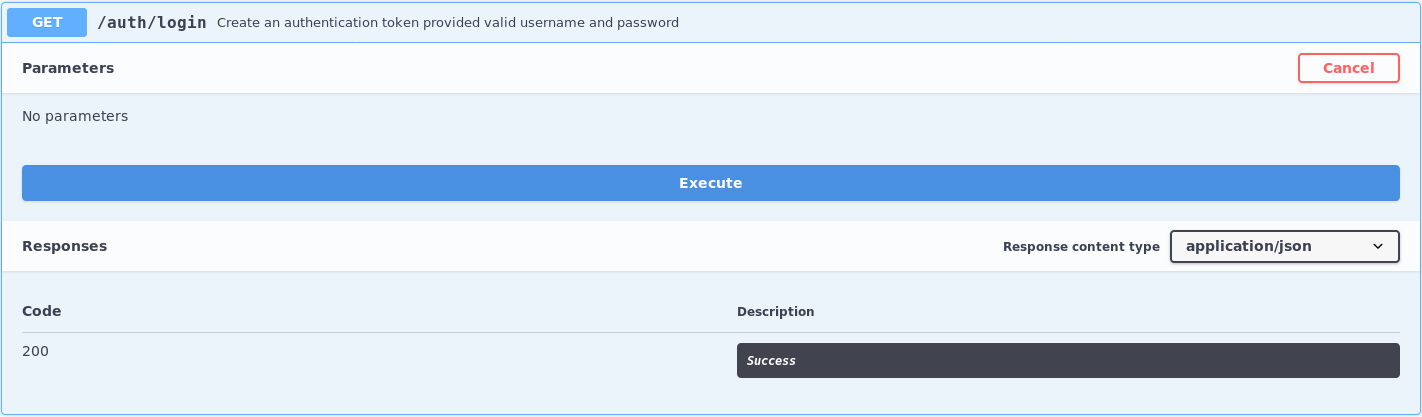 GET /auth/login Create an authentication token provided valid username and password
Parameters Cancel
No parameters
Execute
Responses Response content type application/json
Code Description
200 Success